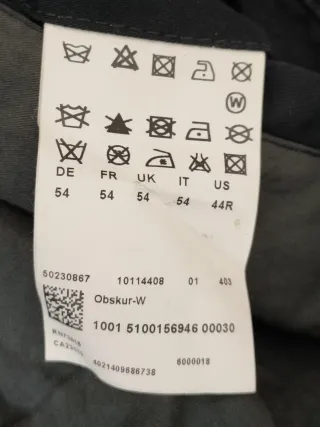 W
DE FR UK IT US
54 54 54 54 44R
50230867 10114408 01 403
Obskur-W
1001 5100156946 00030
4021409686738 6000018